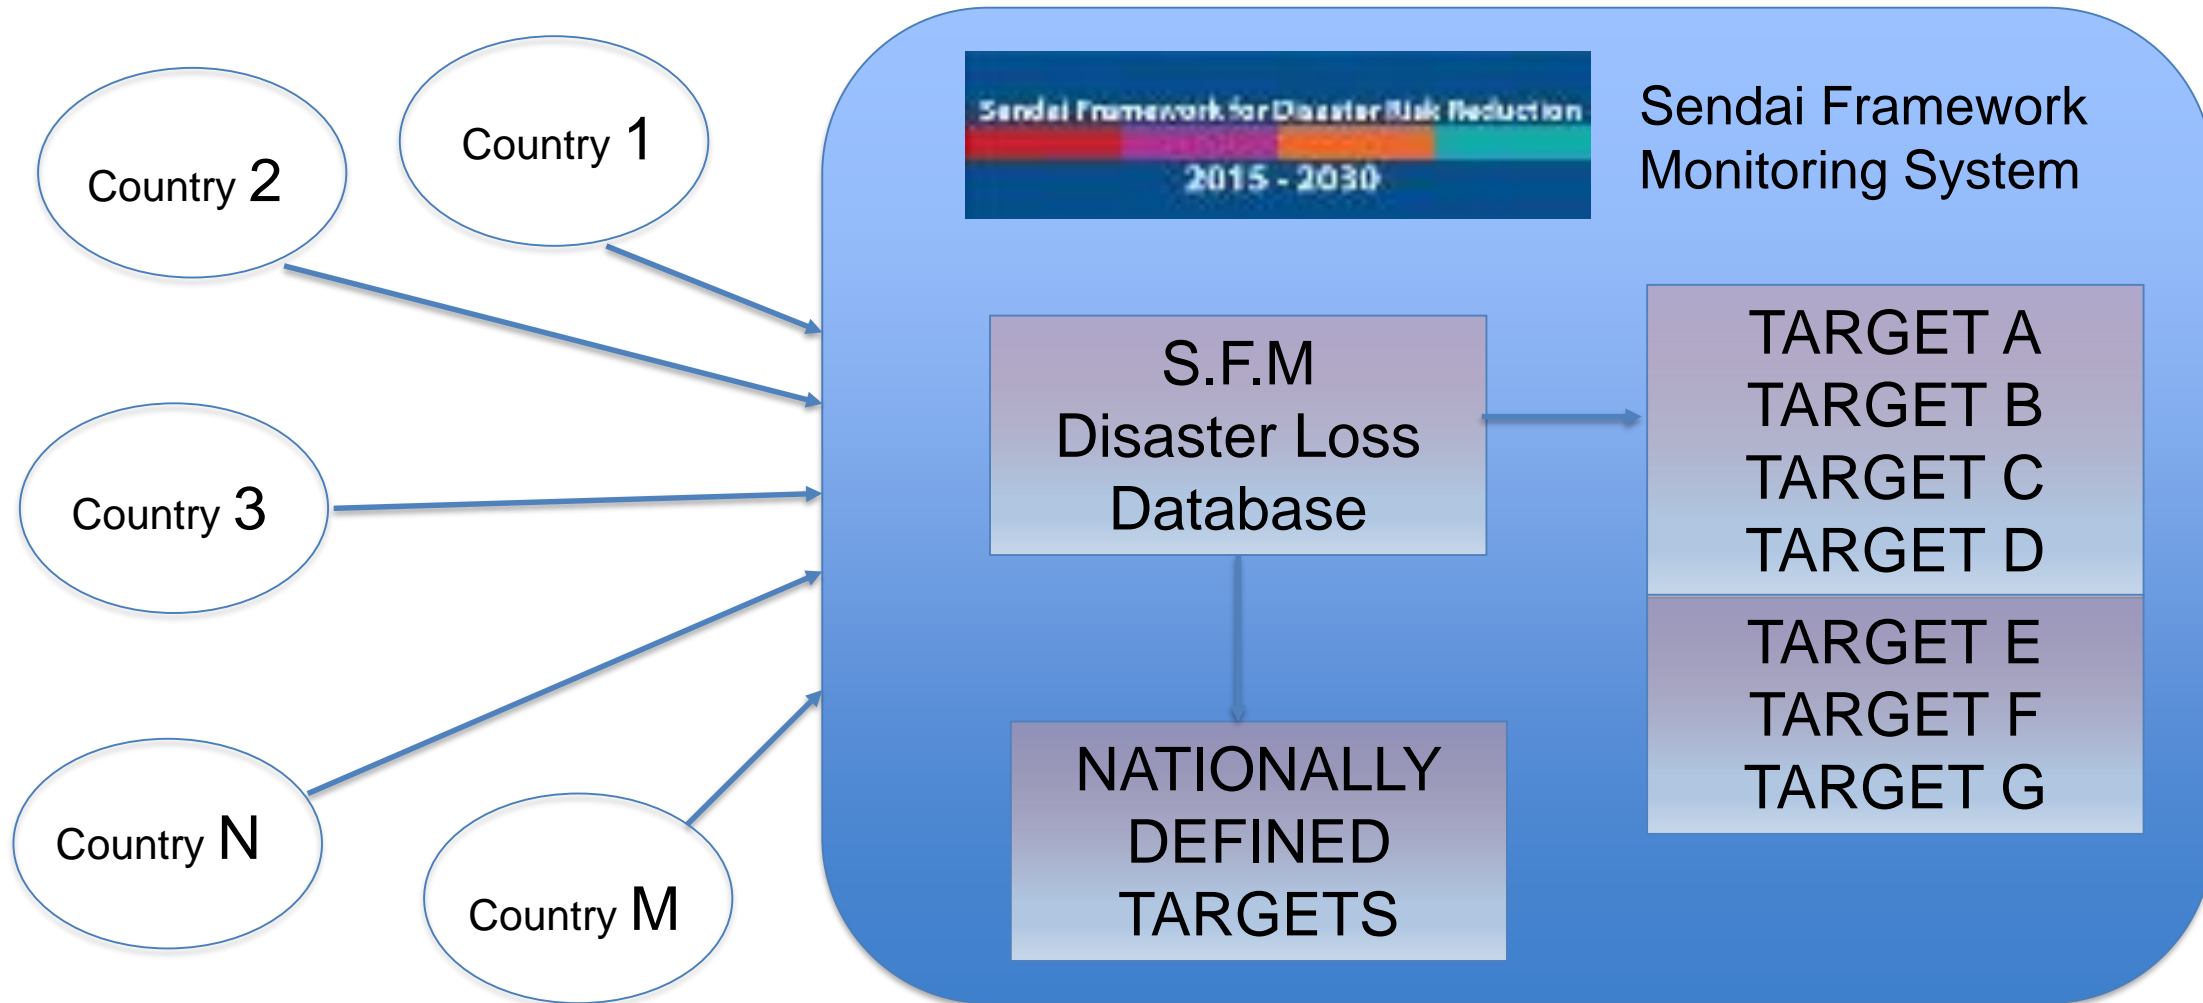 Country 1
Country 2
Country 3
Country N
Country M
Sendai Framework for Disaster Risk Reduction
2015 - 2030
Sendai Framework
Monitoring System
S.F.M
Disaster Loss
Database
TARGET A
TARGET B
TARGET C
TARGET D
TARGET E
TARGET F
TARGET G
NATIONALLY
DEFINED
TARGETS